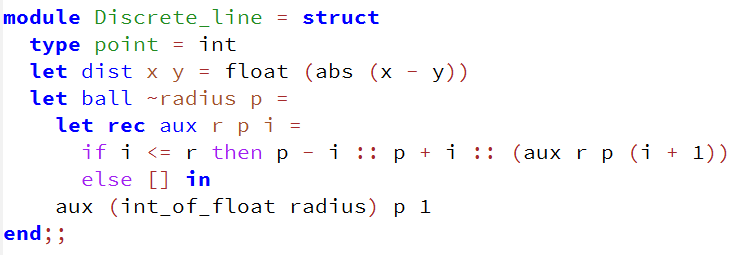 module Discrete_line = struct
  type point = int
  let dist x y = float (abs (x - y))
  let ball ~radius p =
    let rec aux r p i =
      if i <= r then p - i :: p + i :: (aux r p (i + 1))
      else [] in
    aux (int_of_float radius) p 1
end;;